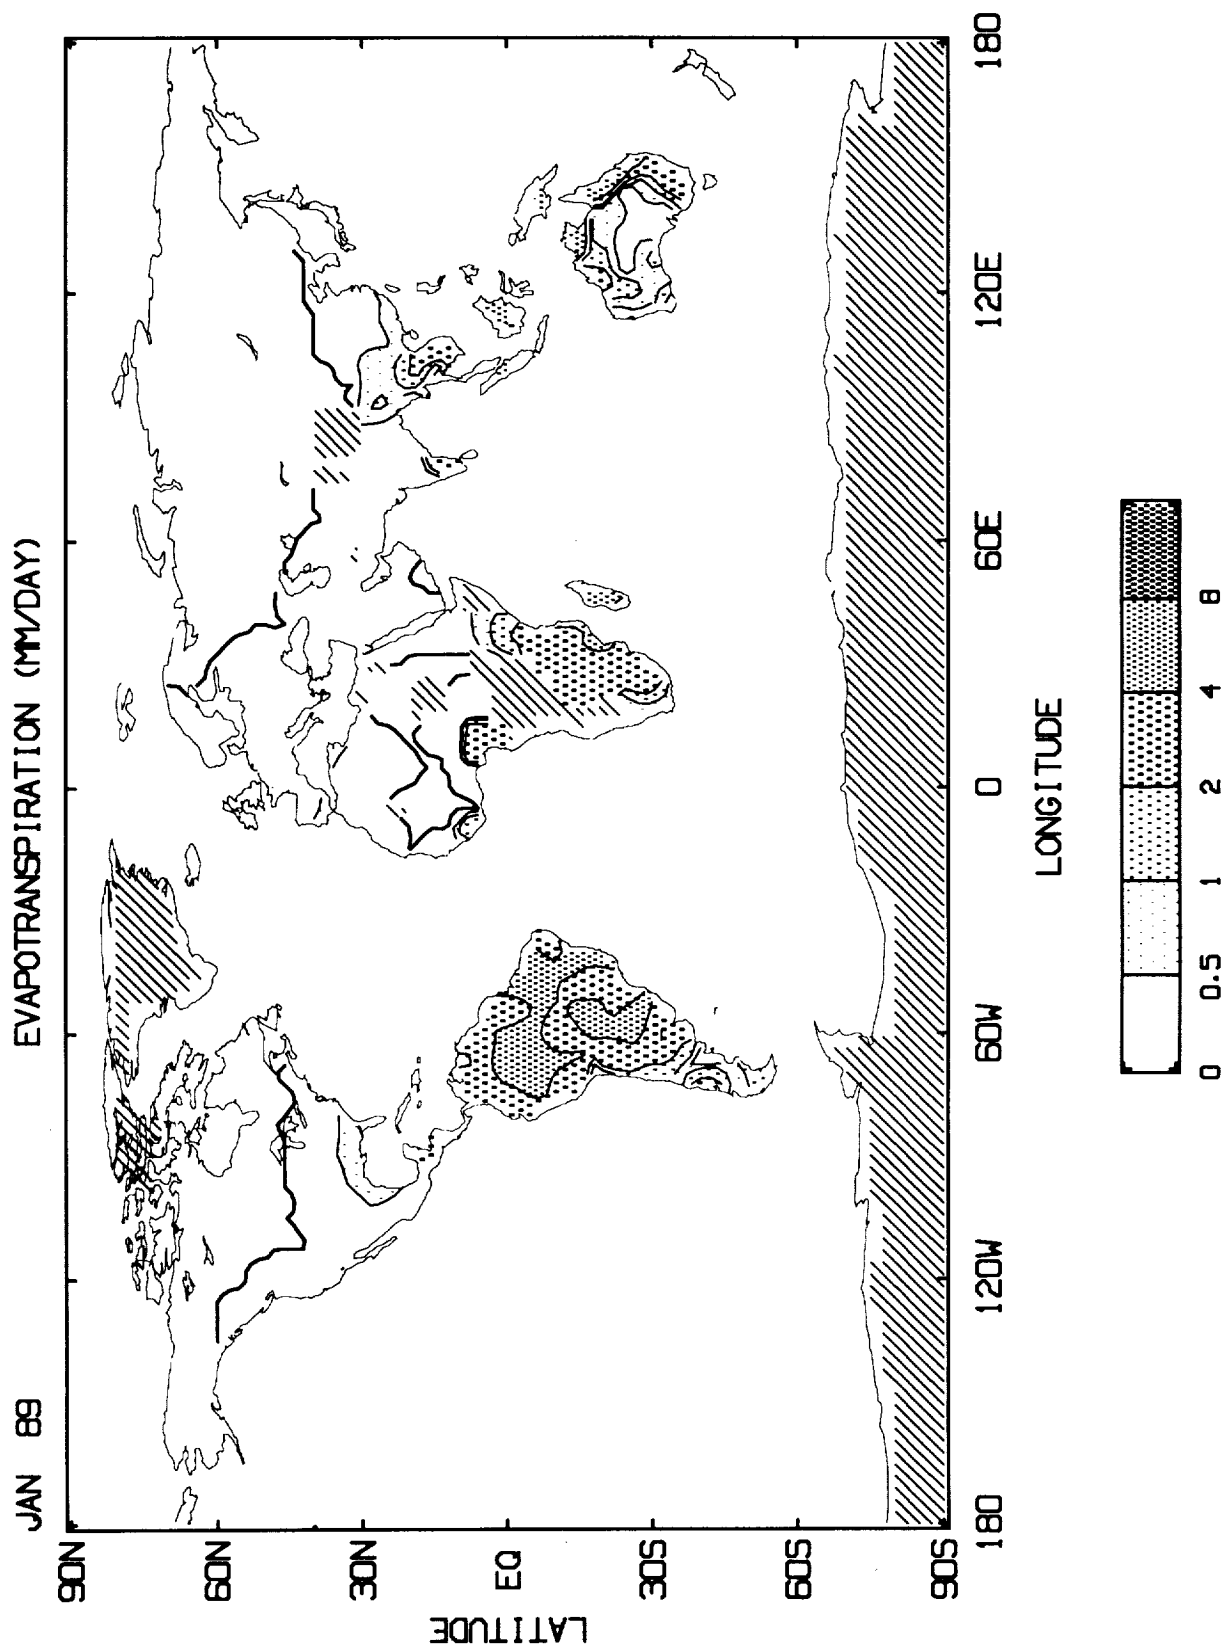 JAN 89
EVAPOTRANSPIRATION (MM/DAY)
90N
60N
30N
EQ
30S
60S
90S
LATITUDE
180
120W
60W
0
60E
120E
180
LONGITUDE
0
0.5
1
2
4
8